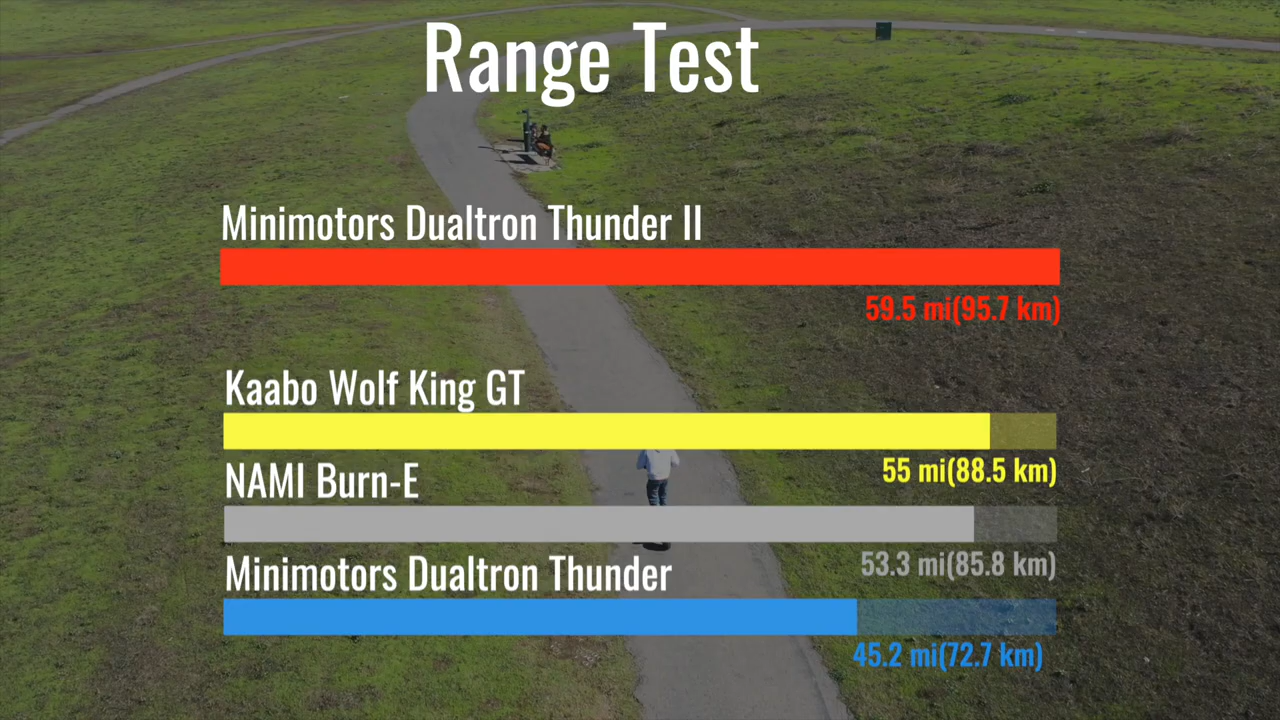 Range Test
Minimotors Dualtron Thunder II
59.5 mi(95.7 km)
Kaabo Wolf King GT
55 mi(88.5 km)
NAMI Burn-E
53.3 mi(85.8 km)
Minimotors Dualtron Thunder
45.2 mi(72.7 km)